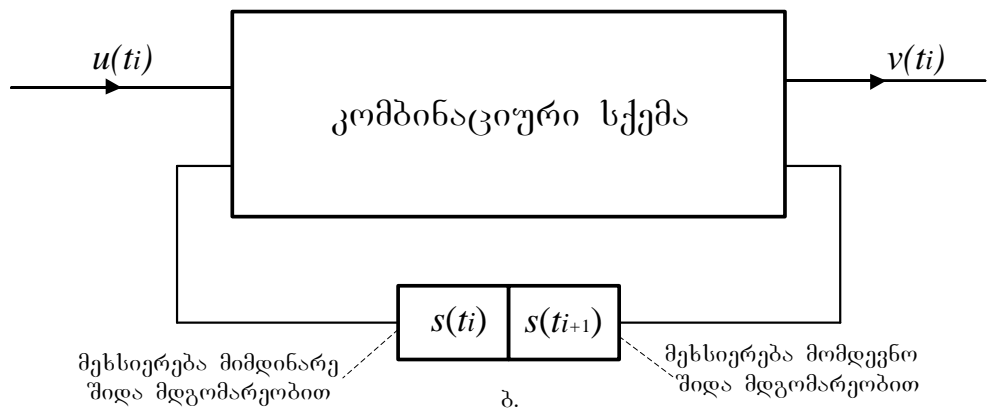 u(ti)
v(ti)
კომბინაციური სქემა
s(ti)
s(ti+1)
მეხსიერება მიმდინარე
შიდა მდგომარეობით
მეხსიერება მომდევნო
შიდა მდგომარეობით
ბ.